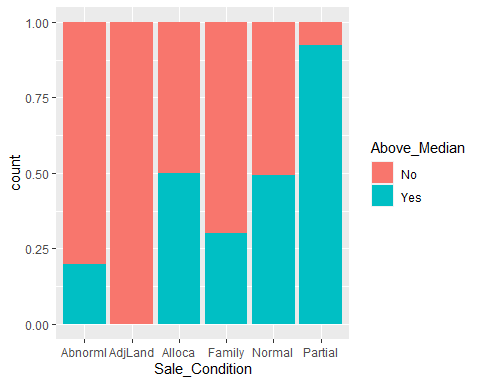 1.00
0.75
0.50
0.25
0.00
count
Abnorml AdjLand Alloca Family Normal Partial
Sale_Condition
Above_Median
No
Yes